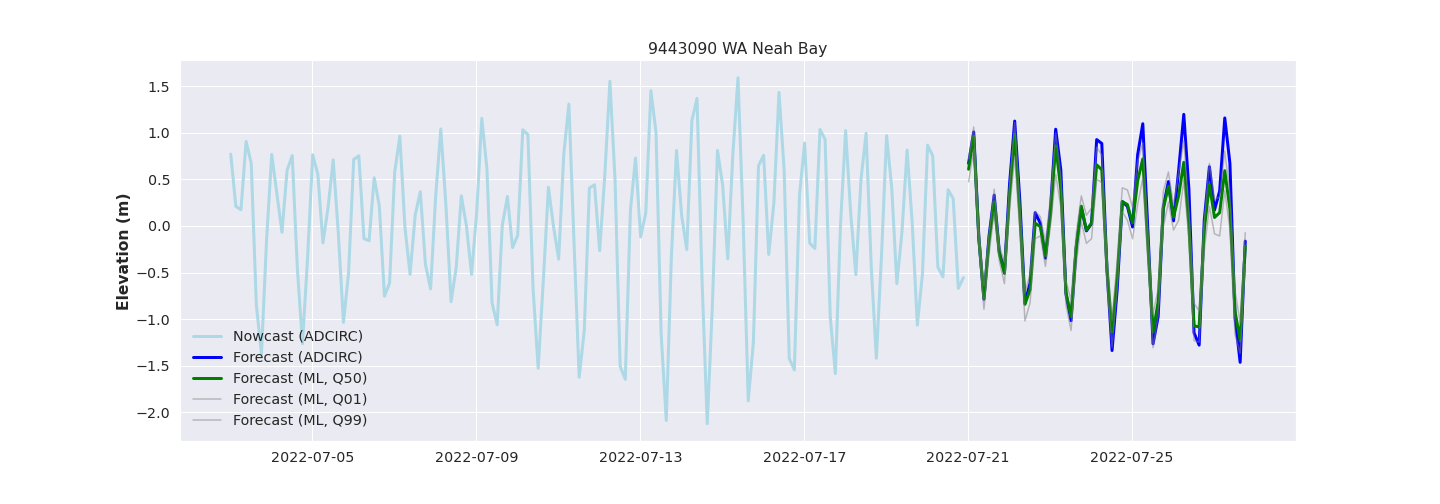 9443090 WA Neah Bay
Elevation (m)
1.5
1.0
0.5
0.0
−0.5
−1.0
−1.5
−2.0
Nowcast (ADCIRC)
Forecast (ADCIRC)
Forecast (ML, Q50)
Forecast (ML, Q01)
Forecast (ML, Q99)
2022-07-05 2022-07-09 2022-07-13 2022-07-17 2022-07-21 2022-07-25